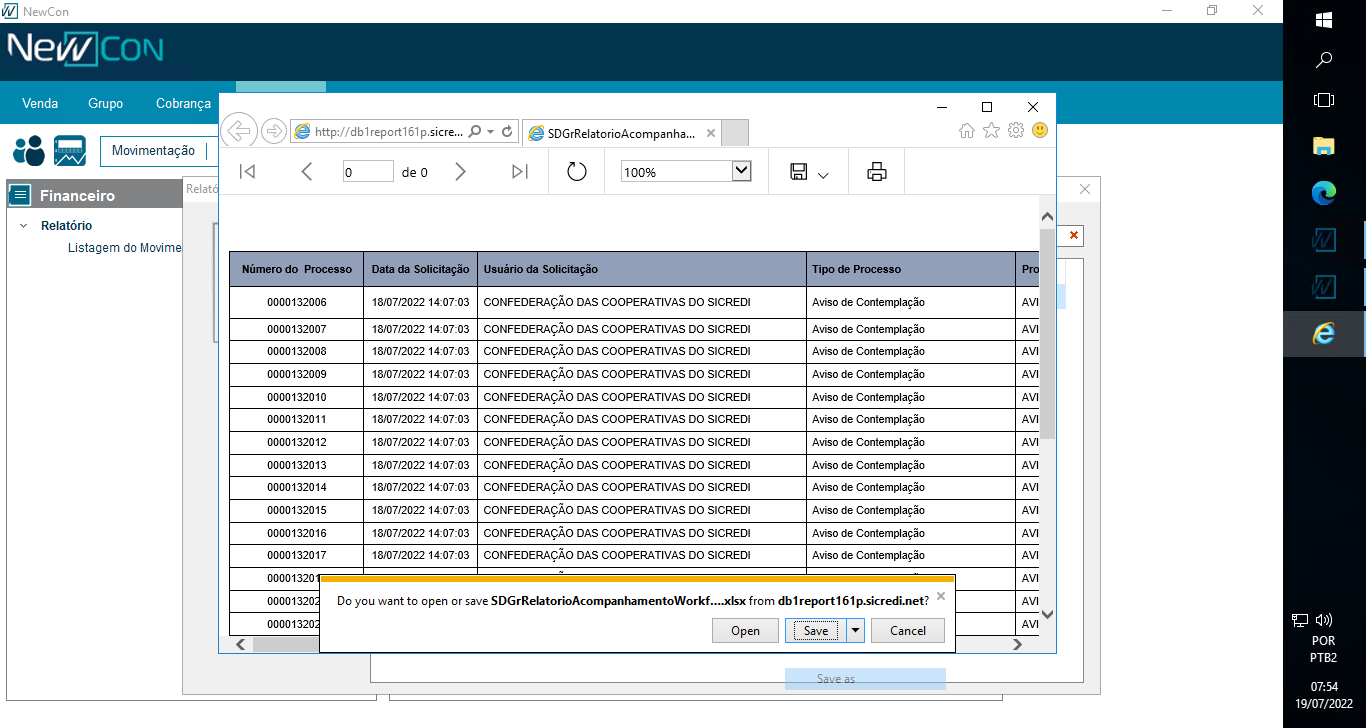 NewCon
NewCon
Venda Grupo Cobrança
http://db1report161p.sicre... SDGrRelatorioAcompanha...
Movimentação
0 de 0 100%
Financeiro
Relató
Relatório
Listagem do Movime
Número do Processo Data da Solicitação Usuário da Solicitação Tipo de Processo Pro
0000132006 18/07/2022 14:07:03 CONFEDERAÇÃO DAS COOPERATIVAS DO SICREDI Aviso de Contemplação AVI
0000132007 18/07/2022 14:07:03 CONFEDERAÇÃO DAS COOPERATIVAS DO SICREDI Aviso de Contemplação AVI
0000132008 18/07/2022 14:07:03 CONFEDERAÇÃO DAS COOPERATIVAS DO SICREDI Aviso de Contemplação AVI
0000132009 18/07/2022 14:07:03 CONFEDERAÇÃO DAS COOPERATIVAS DO SICREDI Aviso de Contemplação AVI
0000132010 18/07/2022 14:07:03 CONFEDERAÇÃO DAS COOPERATIVAS DO SICREDI Aviso de Contemplação AVI
0000132011 18/07/2022 14:07:03 CONFEDERAÇÃO DAS COOPERATIVAS DO SICREDI Aviso de Contemplação AVI
0000132012 18/07/2022 14:07:03 CONFEDERAÇÃO DAS COOPERATIVAS DO SICREDI Aviso de Contemplação AVI
0000132013 18/07/2022 14:07:03 CONFEDERAÇÃO DAS COOPERATIVAS DO SICREDI Aviso de Contemplação AVI
0000132014 18/07/2022 14:07:03 CONFEDERAÇÃO DAS COOPERATIVAS DO SICREDI Aviso de Contemplação AVI
0000132015 18/07/2022 14:07:03 CONFEDERAÇÃO DAS COOPERATIVAS DO SICREDI Aviso de Contemplação AVI
0000132016 18/07/2022 14:07:03 CONFEDERAÇÃO DAS COOPERATIVAS DO SICREDI Aviso de Contemplação AVI
0000132017 18/07/2022 14:07:03 CONFEDERAÇÃO DAS COOPERATIVAS DO SICREDI Aviso de Contemplação AVI
000013201 AVI
000013202 AVI
000013202 AVI
Do you want to open or save SDGrRelatorioAcompanhamentoWorkf....xlsx from db1report161p.sicredi.net?
Open Save Cancel
Save as
POR
PTB2
07:54
19/07/2022